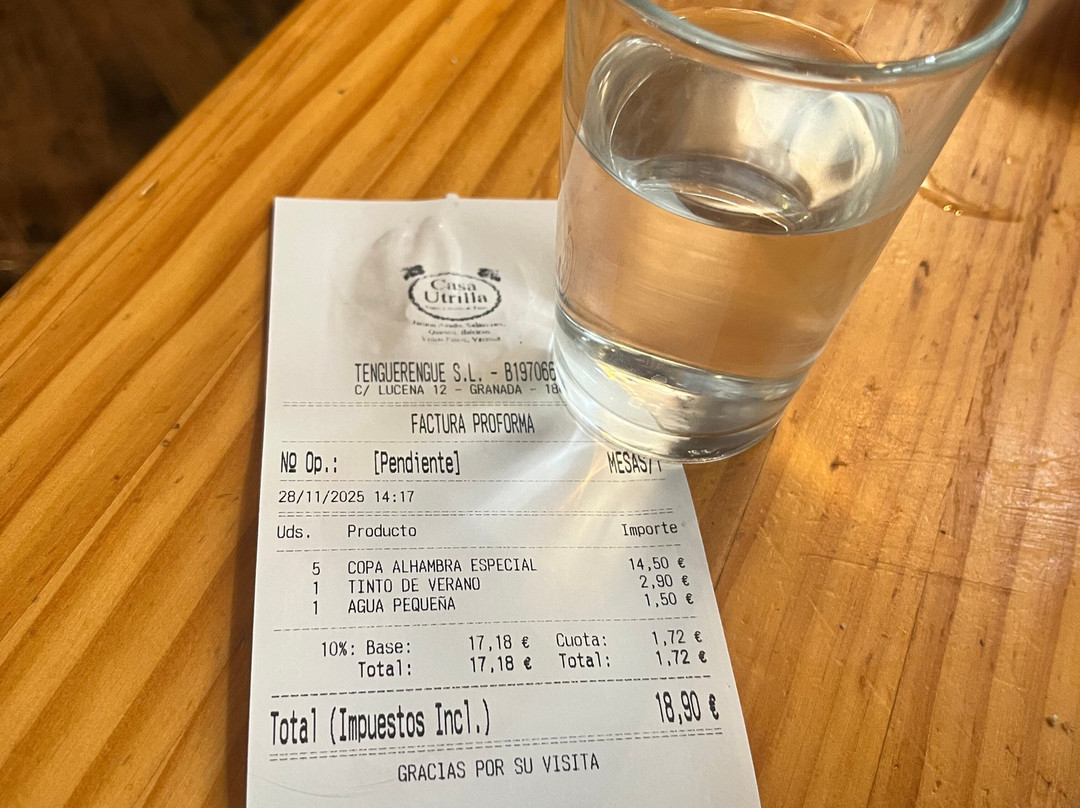 Casa
Utrilla
Quesos, Ibéricos
TENGUERENGUE S.L. - B197066
C/ LUCENA 12 - GRANADA - 18
FACTURA PROFORMA
Nº Op.: [Pendiente] MESAS/1
28/11/2025 14:17
Uds. Producto Importe
5 COPA ALHAMBRA ESPECIAL 14,50 €
1 TINTO DE VERANO 2,90 €
1 AGUA PEQUEÑA 1,50 €
10%: Base: 17,18 € Cuota: 1,72 €
Total: 17,18 € Total: 1,72 €
Total (Impuestos Incl.) 18,90 €
GRACIAS POR SU VISITA